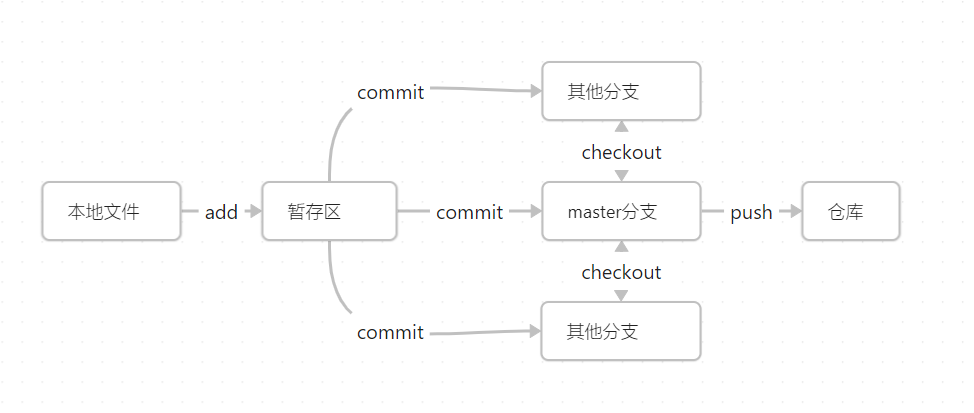 commit
其他分支
checkout
本地文件
add
暂存区
commit
master分支
push
仓库
checkout
commit
其他分支